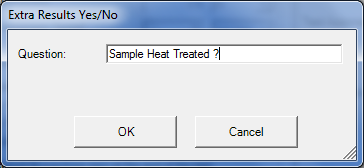 Extra Results Yes/No
Question: Sample Heat Treated ?
OK Cancel